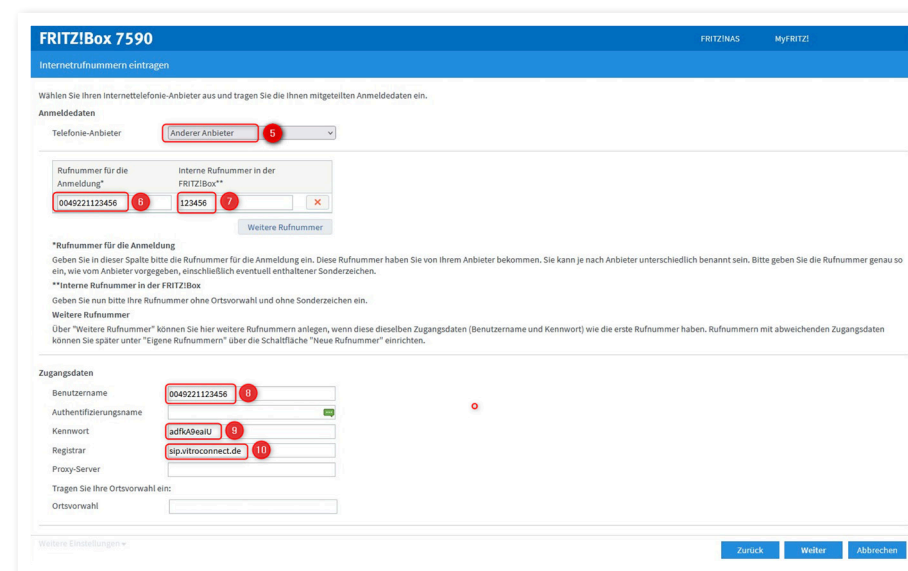 FRITZ!Box 7590
FRITZ!NAS
MyFRITZ!
Internetrufnummern eintragen
Wählen Sie Ihren Internettelefonie-Anbieter aus und tragen Sie die Ihnen mitgeteilten Anmeldedaten ein.
Anmeldedaten
Telefonie-Anbieter
Anderer Anbieter
5
Rufnummer für die
Anmeldung*
Interne Rufnummer in der
FRITZ!Box**
0049221123456
6
123456
7
Weitere Rufnummer
*Rufnummer für die Anmeldung
Geben Sie in dieser Spalte bitte die Rufnummer für die Anmeldung ein. Diese Rufnummer haben Sie von Ihrem Anbieter bekommen. Sie kann je nach Anbieter unterschiedlich benannt sein. Bitte geben Sie die Rufnummer genau so
ein, wie vom Anbieter vorgegeben, einschließlich eventuell enthaltener Sonderzeichen.
**Interne Rufnummer in der FRITZ!Box
Geben Sie nun bitte Ihre Rufnummer ohne Ortsvorwahl und ohne Sonderzeichen ein.
Weitere Rufnummer
Über "Weitere Rufnummer" können Sie hier weitere Rufnummern anlegen, wenn diese dieselben Zugangsdaten (Benutzername und Kennwort) wie die erste Rufnummer haben. Rufnummern mit abweichenden Zugangsdaten
können Sie später unter "Eigene Rufnummern" über die Schaltfläche "Neue Rufnummer" einrichten.
Zugangsdaten
Benutzername
0049221123456
8
Authentifizierungsname
Kennwort
adfkA9eaiU
9
Registrar
sip.vitroconnect.de
10
Proxy-Server
Tragen Sie Ihre Ortsvorwahl ein:
Ortsvorwahl
Weitere Einstellungen
Zurück
Weiter
Abbrechen